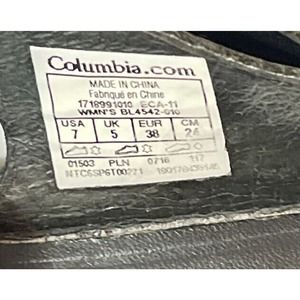 Columbia.com
MADE IN CHINA
Fabriqué en Chine
1718991010 ECA-11
WMN'S BL4542-010
USA UK EUR CM
7 5 38 24
01503 PLN 0716 117